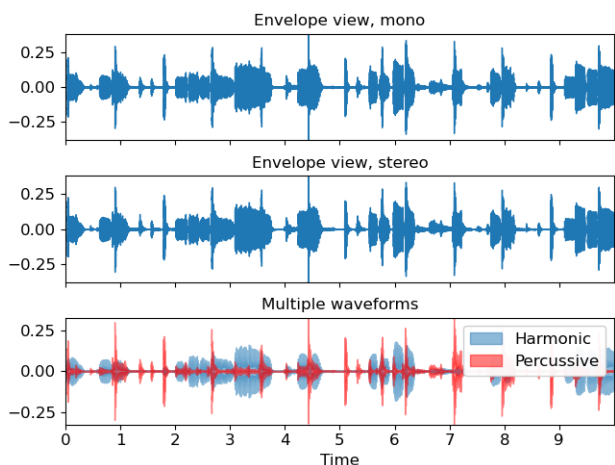 Envelope view, mono
0.25
0.00
−0.25
Envelope view, stereo
0.25
0.00
−0.25
Multiple waveforms
Harmonic
Percussive
0.25
0.00
−0.25
0 1 2 3 4 5 6 7 8 9
Time